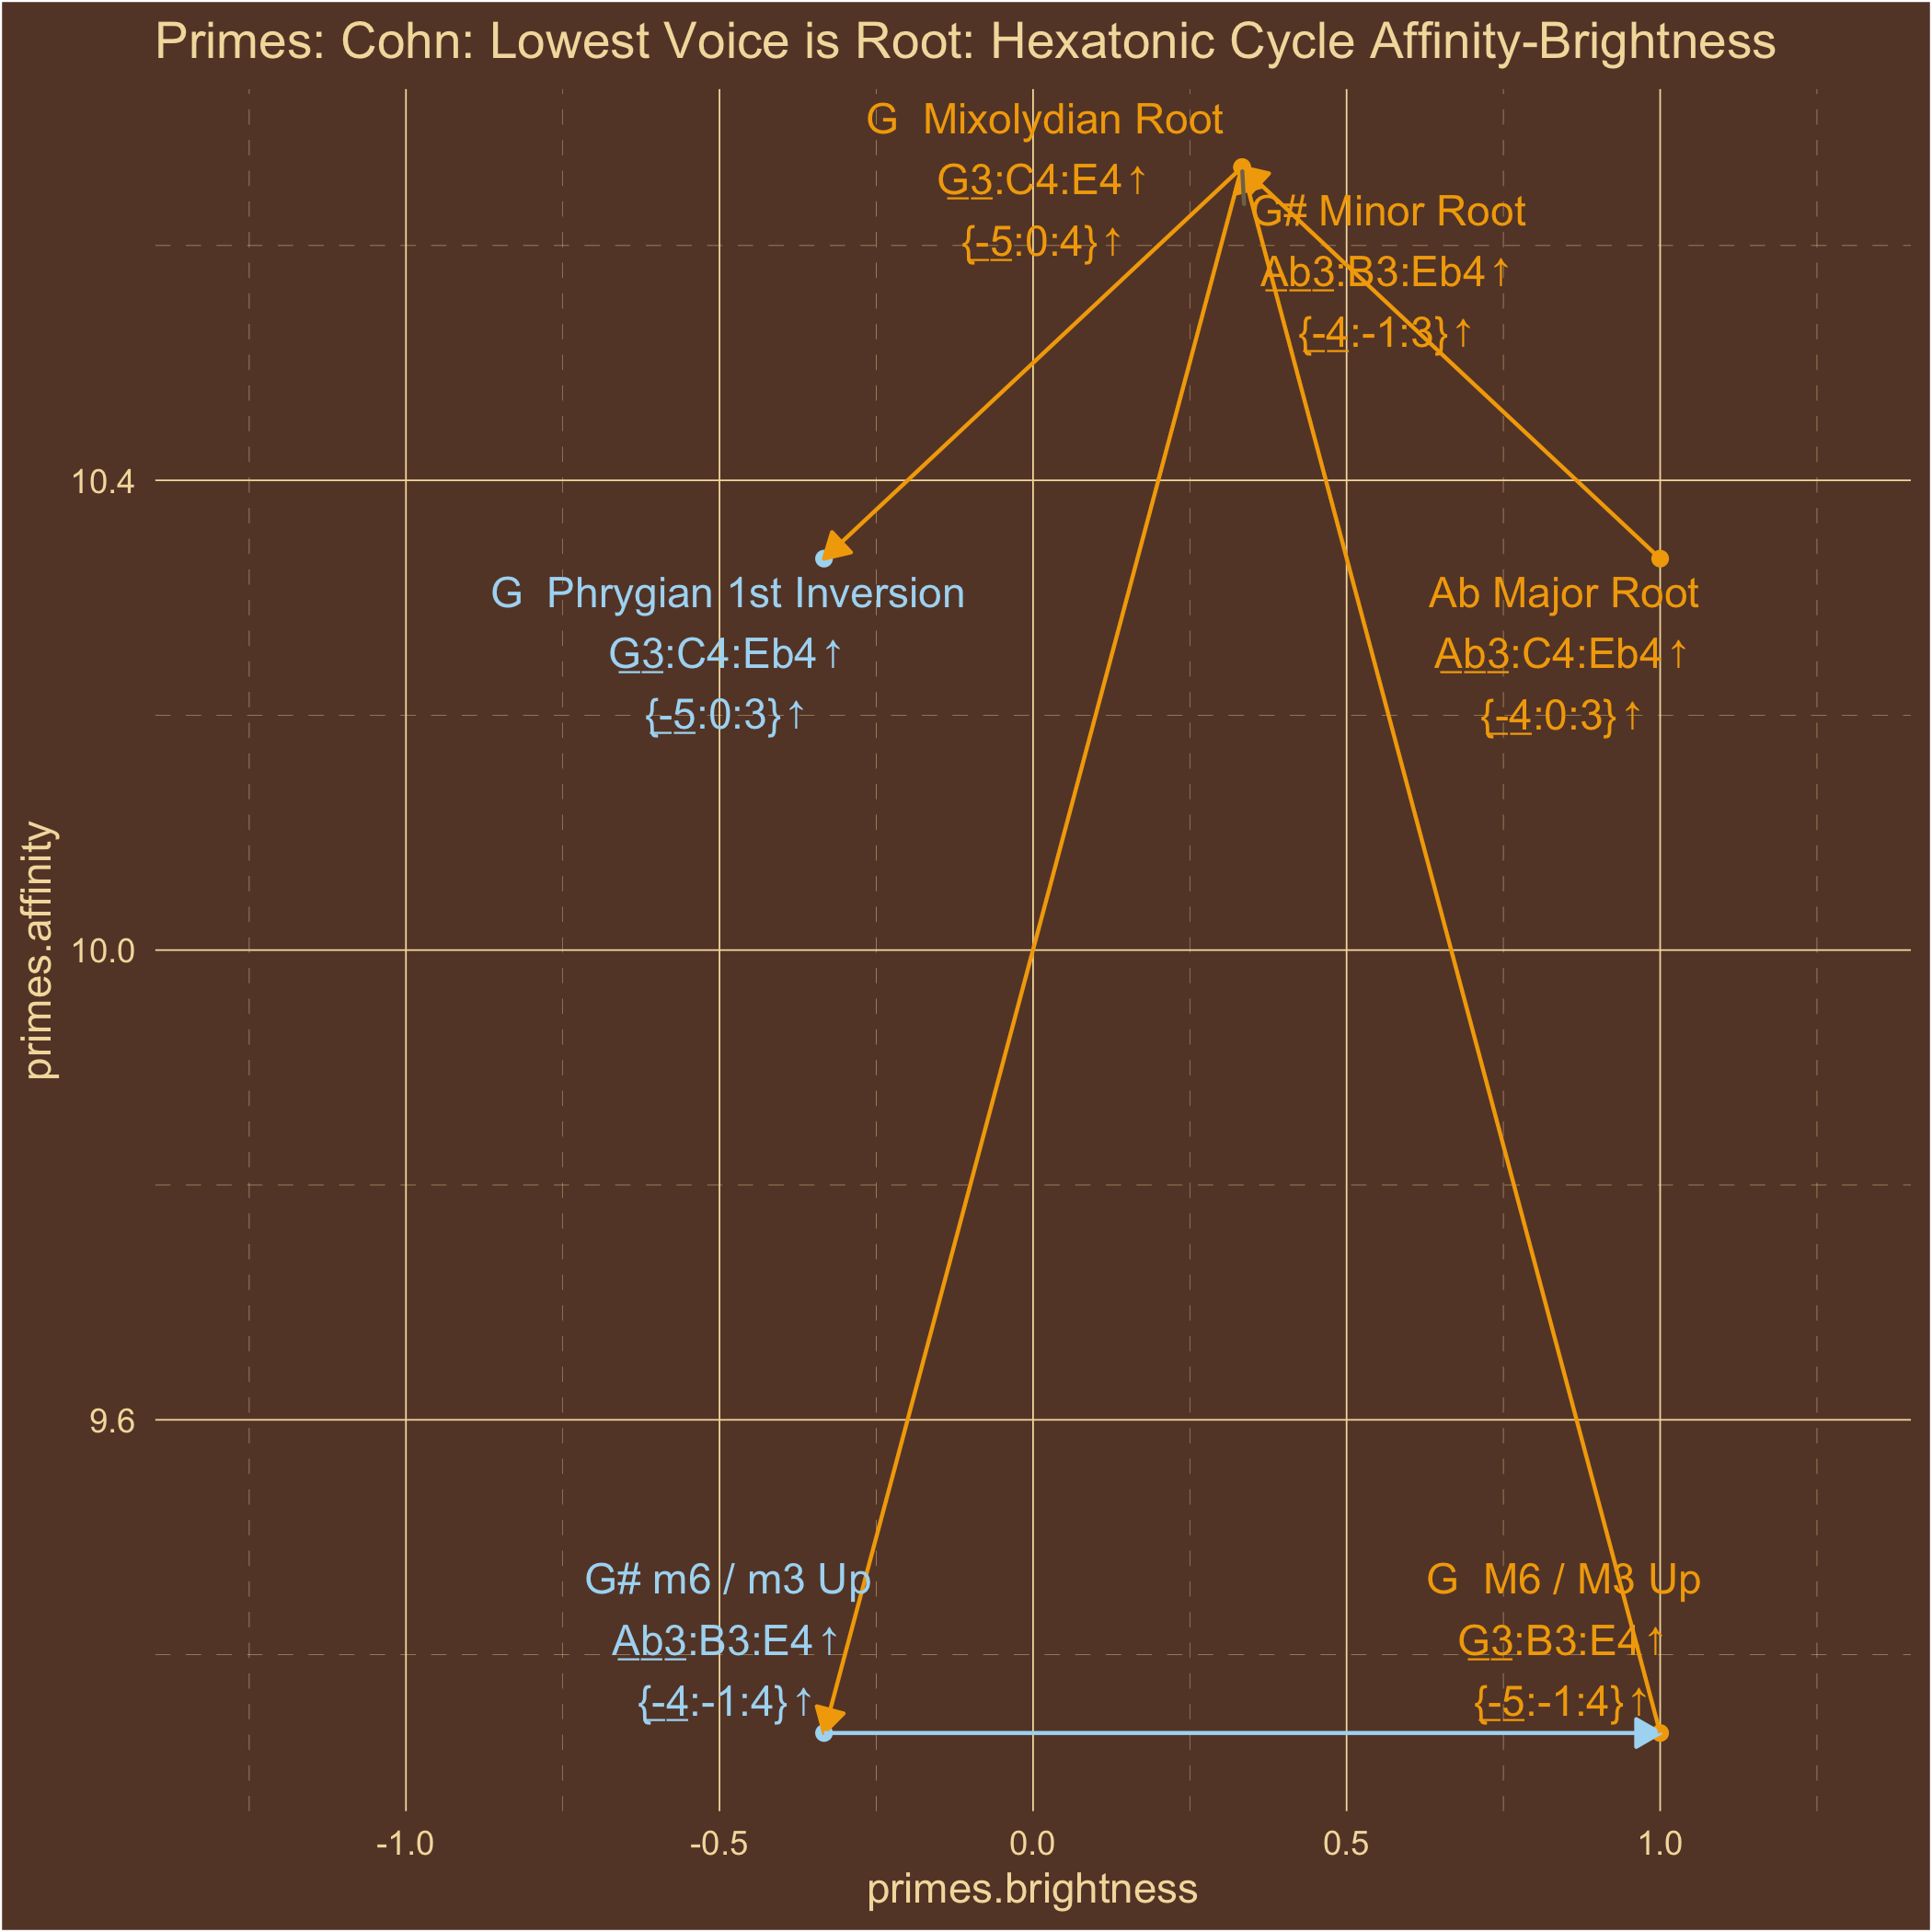 Primes: Cohn: Lowest Voice is Root: Hexatonic Cycle Affinity-Brightness
G  Mixolydian Root
G3:C4:E4↑
{-5:0:4}↑
G# Minor Root
Ab3:B3:Eb4↑
{-4:-1:3}↑
10.4
G  Phrygian 1st Inversion
G3:C4:Eb4↑
{-5:0:3}↑
Ab Major Root
Ab3:C4:Eb4↑
{-4:0:3}↑
primes.affinity
10.0
9.6
G# m6 / m3 Up
Ab3:B3:E4↑
{-4:-1:4}↑
G  M6 / M3 Up
G3:B3:E4↑
{-5:-1:4}↑
-1.0 -0.5 0.0 0.5 1.0
primes.brightness